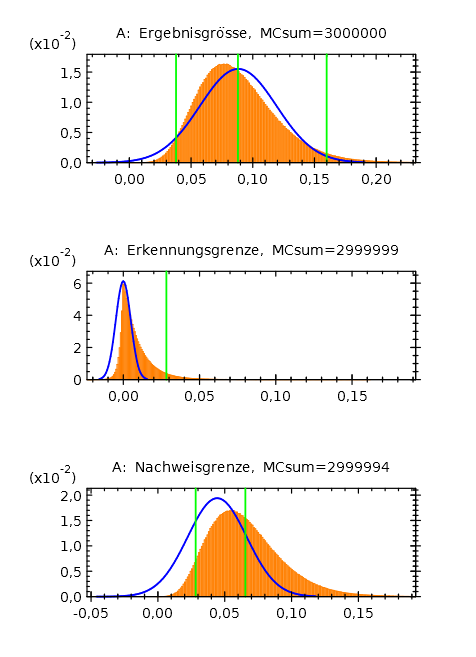 A: Ergebnisgrösse, MCsum=3000000
(x10-2)
1,5
1,0
0,5
0,0
0,00 0,05 0,10 0,15 0,20
A: Erkennungsgrenze, MCsum=2999999
(x10-2)
6
4
2
0
0,00 0,05 0,10 0,15
A: Nachweisgrenze, MCsum=2999994
(x10-2)
2,0
1,5
1,0
0,5
0,0
-0,05 0,00 0,05 0,10 0,15